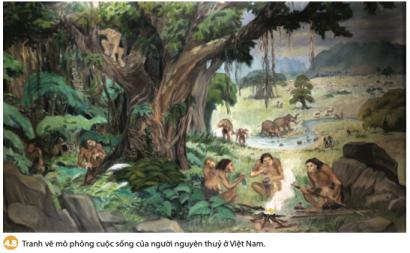 4.8 Tranh vẽ mô phỏng cuộc sống của người nguyên thuỷ ở Việt Nam.